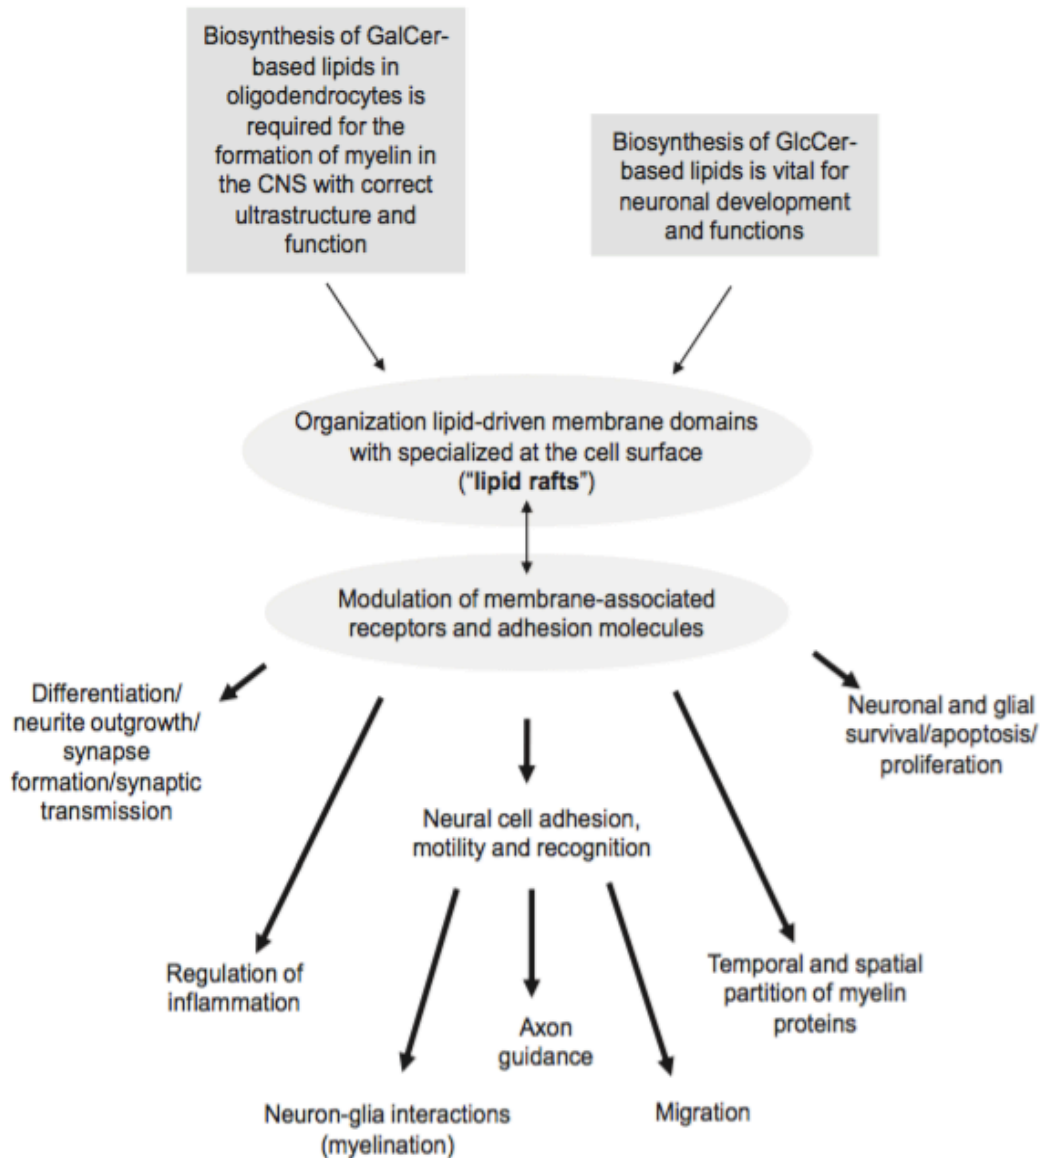 Biosynthesis of GalCer-
based lipids in
oligodendrocytes is
required for the
formation of myelin in
the CNS with correct
ultrastructure and
function
Biosynthesis of GlcCer-
based lipids is vital for
neuronal development
and functions
Organization lipid-driven membrane domains
with specialized at the cell surface
("lipid rafts")
Modulation of membrane-associated
receptors and adhesion molecules
Differentiation/
neurite outgrowth/
synapse
formation/synaptic
transmission
Neuronal and glial
survival/apoptosis/
proliferation
Neural cell adhesion,
motility and recognition
Regulation of
inflammation
Temporal and spatial
partition of myelin
proteins
Axon
guidance
Neuron-glia interactions
(myelination)
Migration